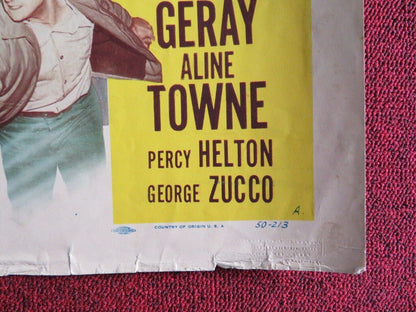 GERAY
ALINE
TOWNE
PERCY HELTON
GEORGE ZUCCO
A
COUNTRY OF ORIGIN U. S. A
50-213